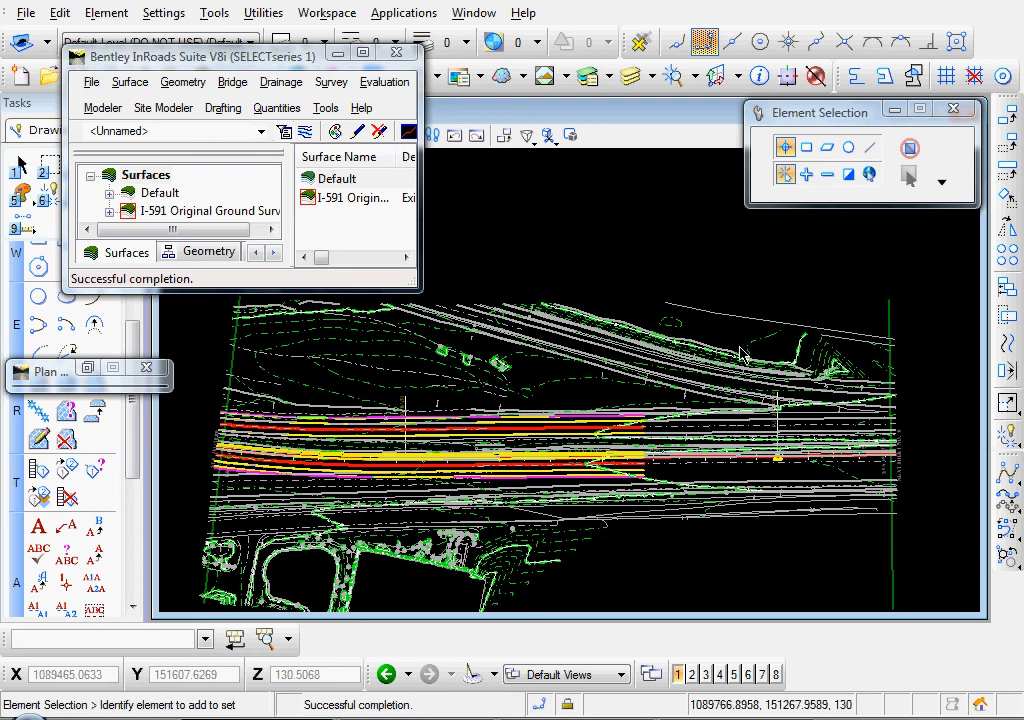 File Edit Element Settings Tools Utilities Workspace Applications Window Help
Bentley InRoads Suite V8i (SELECTseries 1)
File Surface Geometry Bridge Drainage Survey Evaluation
Modeler Site Modeler Drafting Quantities Tools Help
<Unnamed>
Surface Name De
Surfaces
Default
I-591 Original Ground Surv
Default
I-591 Origin... Exi
Surfaces Geometry
Successful completion.
Element Selection
Tasks
Plan ...
W
E
R
T
A
X 1089465.0633 Y 151607.6269 Z 130.5068 Default Views 1 2 3 4 5 6 7 8
Element Selection > Identify element to add to set Successful completion. 1089766.8958, 151267.9589, 130